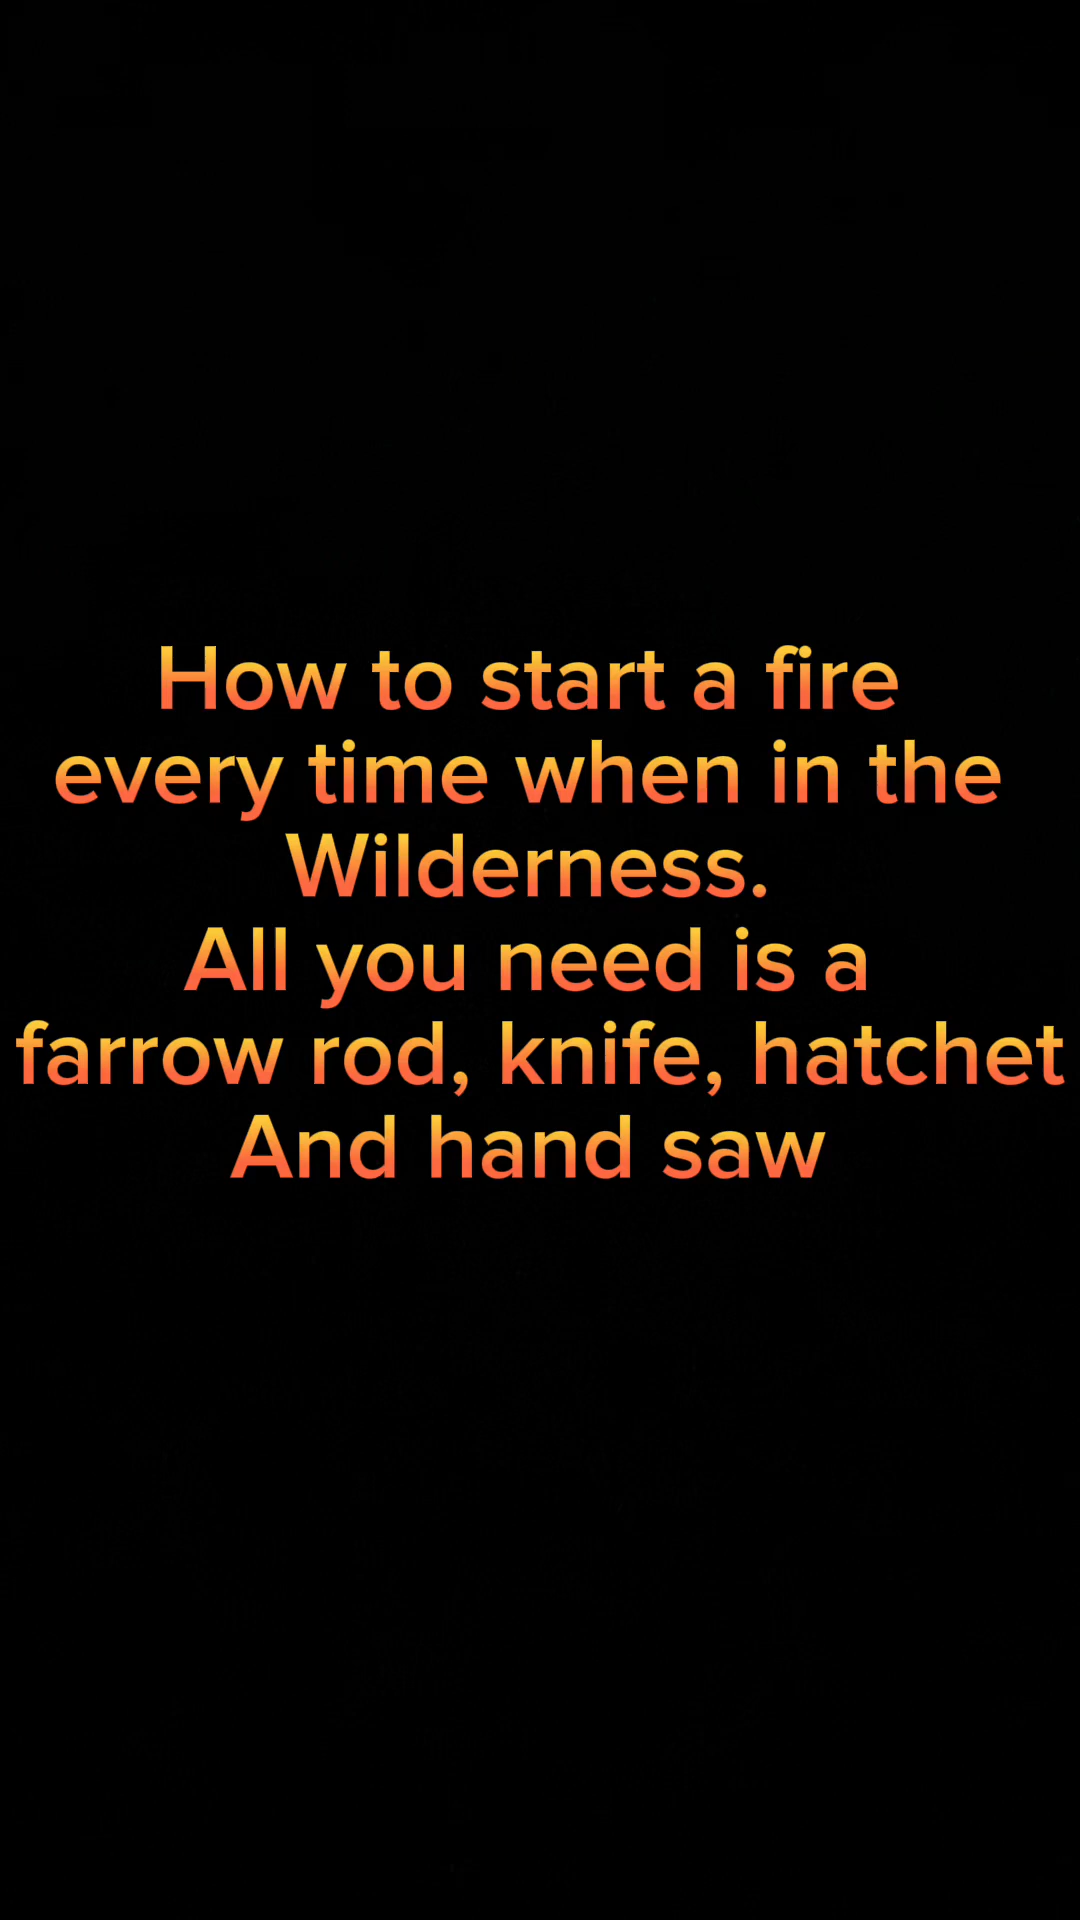 How to start a fire
every time when in the
Wilderness.
All you need is a
farrow rod, knife, hatchet
And hand saw